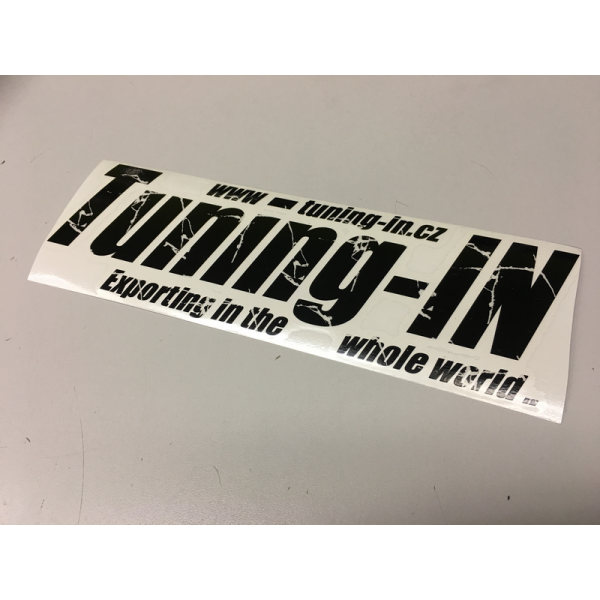 www - tuning-in.cz
Tuning-IN
Exporting in the whole world..